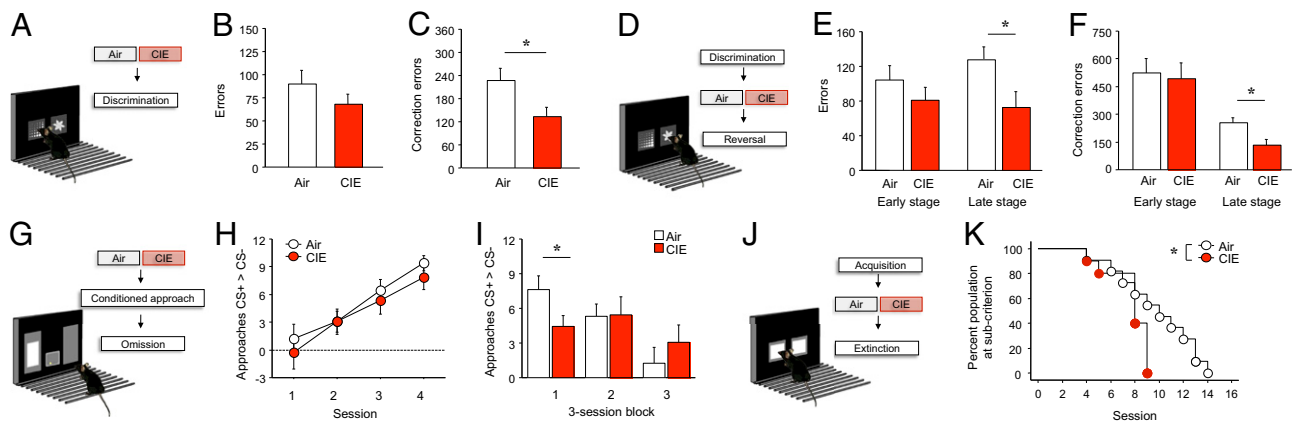 A
Air CIE
Discrimination
B
Errors
150
125
100
75
50
25
0
Air CIE
C
Correction errors
360
300
240
180
120
60
0
*
Air CIE
D
Discrimination
Air CIE
Reversal
E
Errors
160
120
80
40
0
*
Air CIE Air CIE
Early stage Late stage
F
Correction errors
750
600
450
300
150
0
*
Air CIE Air CIE
Early stage Late stage
G
Air CIE
Conditioned approach
Omission
H
Approaches CS+ > CS-
12
9
6
3
0
-3
Air
CIE
1 2 3 4
Session
I
Approaches CS+ > CS-
12
9
6
3
0
*
Air
CIE
1 2 3
3-session block
J
Acquisition
Air CIE
Extinction
K
Percent population
at sub-criterion
100
80
60
40
20
0
* Air
CIE
0 2 4 6 8 10 12 14 16
Session